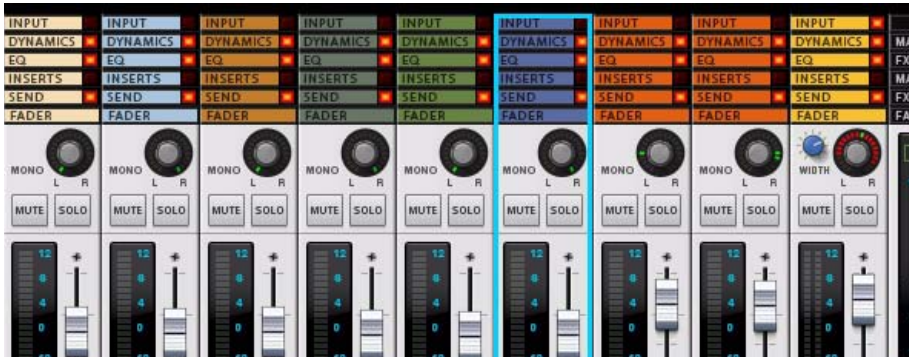 INPUT INPUT INPUT INPUT INPUT INPUT INPUT INPUT INPUT
DYNAMICS DYNAMICS DYNAMICS DYNAMICS DYNAMICS DYNAMICS DYNAMICS DYNAMICS DYNAMICS MA
EQ EQ EQ EQ EQ EQ EQ EQ EQ FX
INSERTS INSERTS INSERTS INSERTS INSERTS INSERTS INSERTS INSERTS INSERTS MA
SEND SEND SEND SEND SEND SEND SEND SEND SEND FX
FADER FADER FADER FADER FADER FADER FADER FADER FADER FA
MONO MONO MONO MONO MONO MONO MONO MONO WIDTH
L R L R L R L R L R L R L R L R L R
MUTE SOLO MUTE SOLO MUTE SOLO MUTE SOLO MUTE SOLO MUTE SOLO MUTE SOLO MUTE SOLO MUTE SOLO
12 12 12 12 12 12 12 12 12
8 8 8 8 8 8 8 8 8
4 4 4 4 4 4 4 4 4
0 0 0 0 0 0 0 0 0